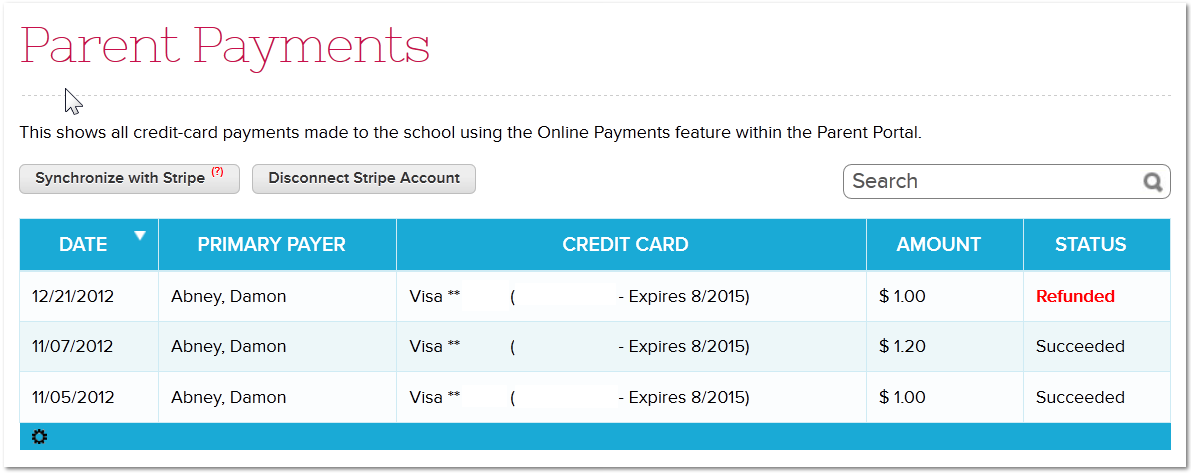 Parent Payments
This shows all credit-card payments made to the school using the Online Payments feature within the Parent Portal.
Synchronize with Stripe (?) Disconnect Stripe Account Search
DATE PRIMARY PAYER CREDIT CARD AMOUNT STATUS
12/21/2012 Abney, Damon Visa ** ( - Expires 8/2015) $ 1.00 Refunded
11/07/2012 Abney, Damon Visa ** ( - Expires 8/2015) $ 1.20 Succeeded
11/05/2012 Abney, Damon Visa ** ( - Expires 8/2015) $ 1.00 Succeeded